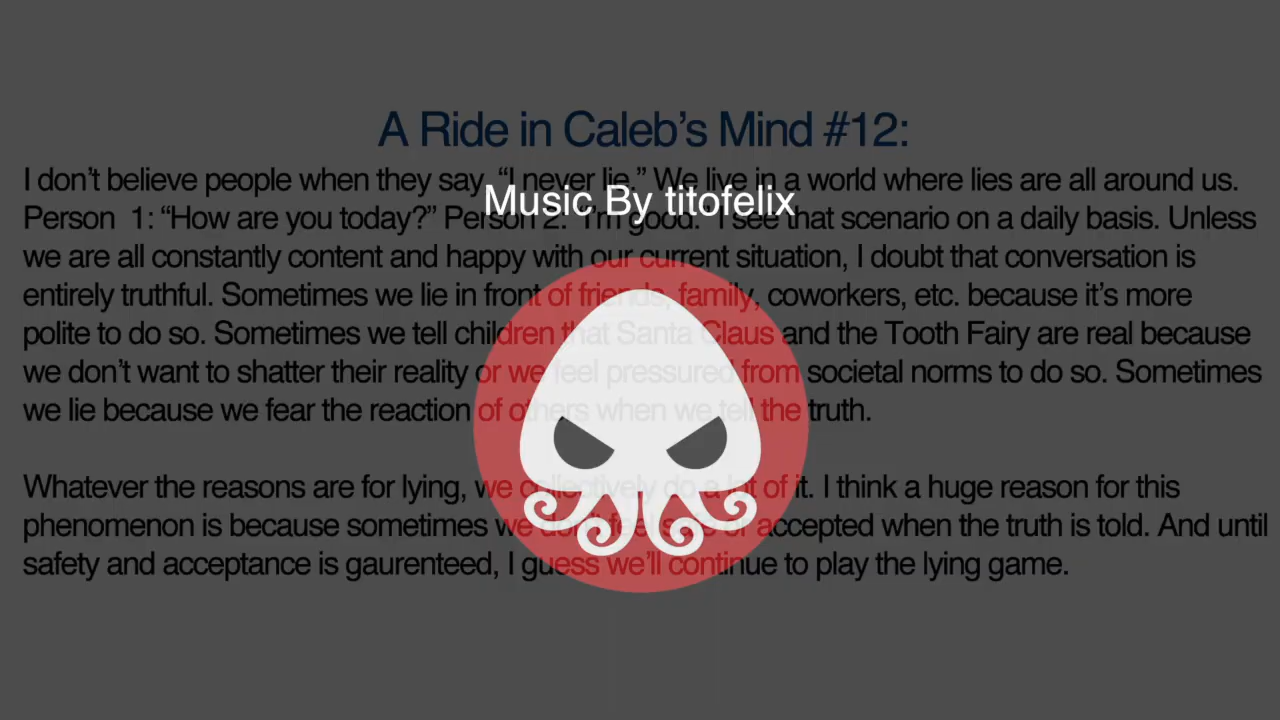 A Ride in Caleb's Mind #12:
I don't believe people when they say, “I never lie.” We live in a world where lies are all around us.
Music By titofelix
Person 1: “How are you today?” Person 2: “I'm good.” I see that scenario on a daily basis. Unless
we are all constantly content and happy with our current situation, I doubt that conversation is
entirely truthful. Sometimes we lie in front of friends, family, coworkers, etc. because it's more
polite to do so. Sometimes we tell children that Santa Claus and the Tooth Fairy are real because
we don't want to shatter their reality or we feel pressured from societal norms to do so. Sometimes
we lie because we fear the reaction of others when we tell the truth.
Whatever the reasons are for lying, we collectively do a lot of it. I think a huge reason for this
phenomenon is because sometimes we don't feel safe or accepted when the truth is told. And until
safety and acceptance is gaurenteed, I guess we'll continue to play the lying game.